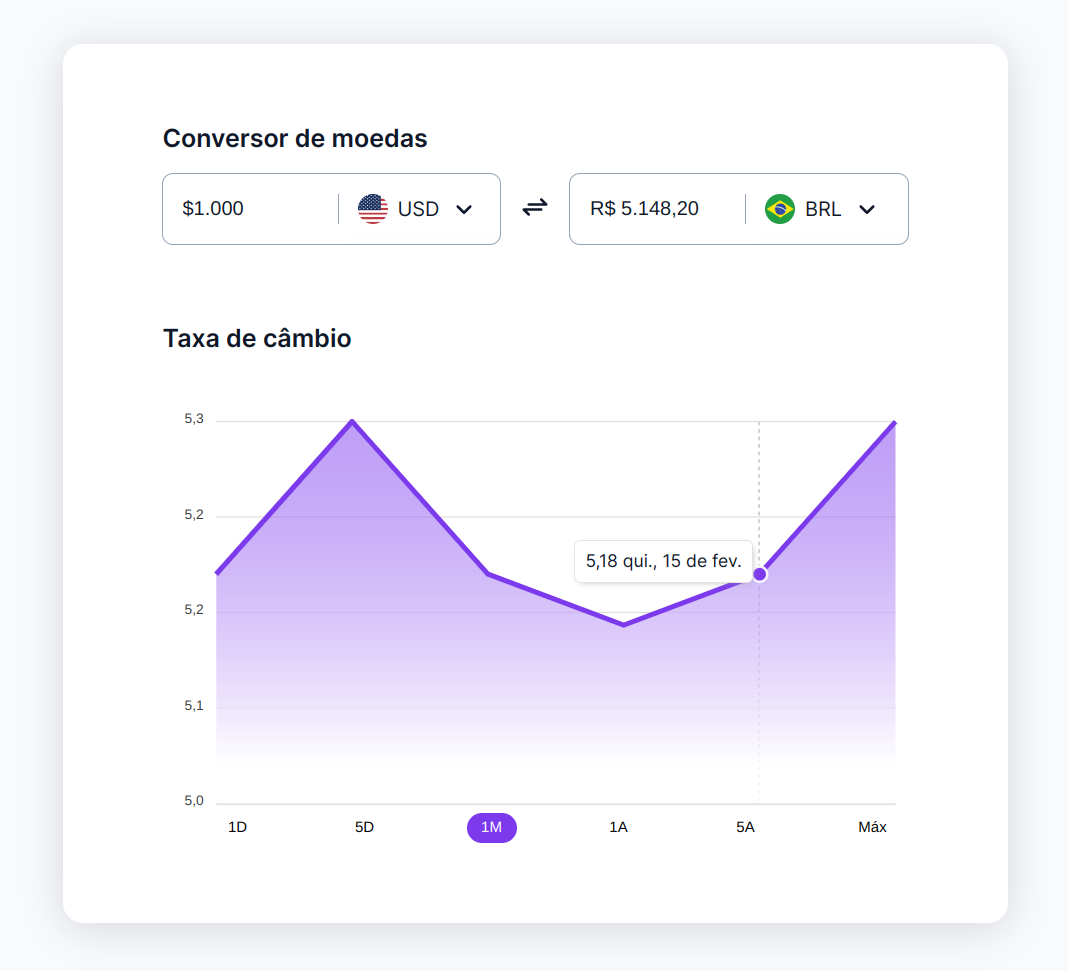 Conversor de moedas
$1.000 USD R$ 5.148,20 BRL
Taxa de câmbio
5,3
5,2
5,18 qui., 15 de fev.
5,2
5,1
5,0
1D 5D 1M 1A 5A Máx